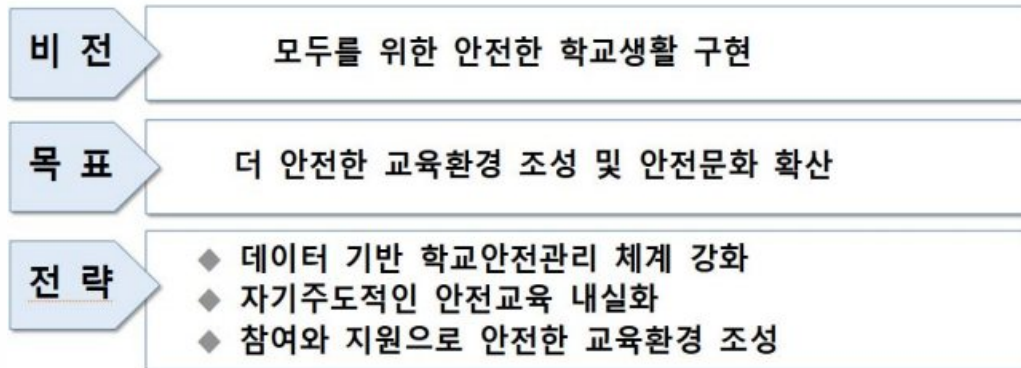 비 전
모두를 위한 안전한 학교생활 구현
목 표
더 안전한 교육환경 조성 및 안전문화 확산
전 략
◆ 데이터 기반 학교안전관리 체계 강화
◆ 자기주도적인 안전교육 내실화
◆ 참여와 지원으로 안전한 교육환경 조성